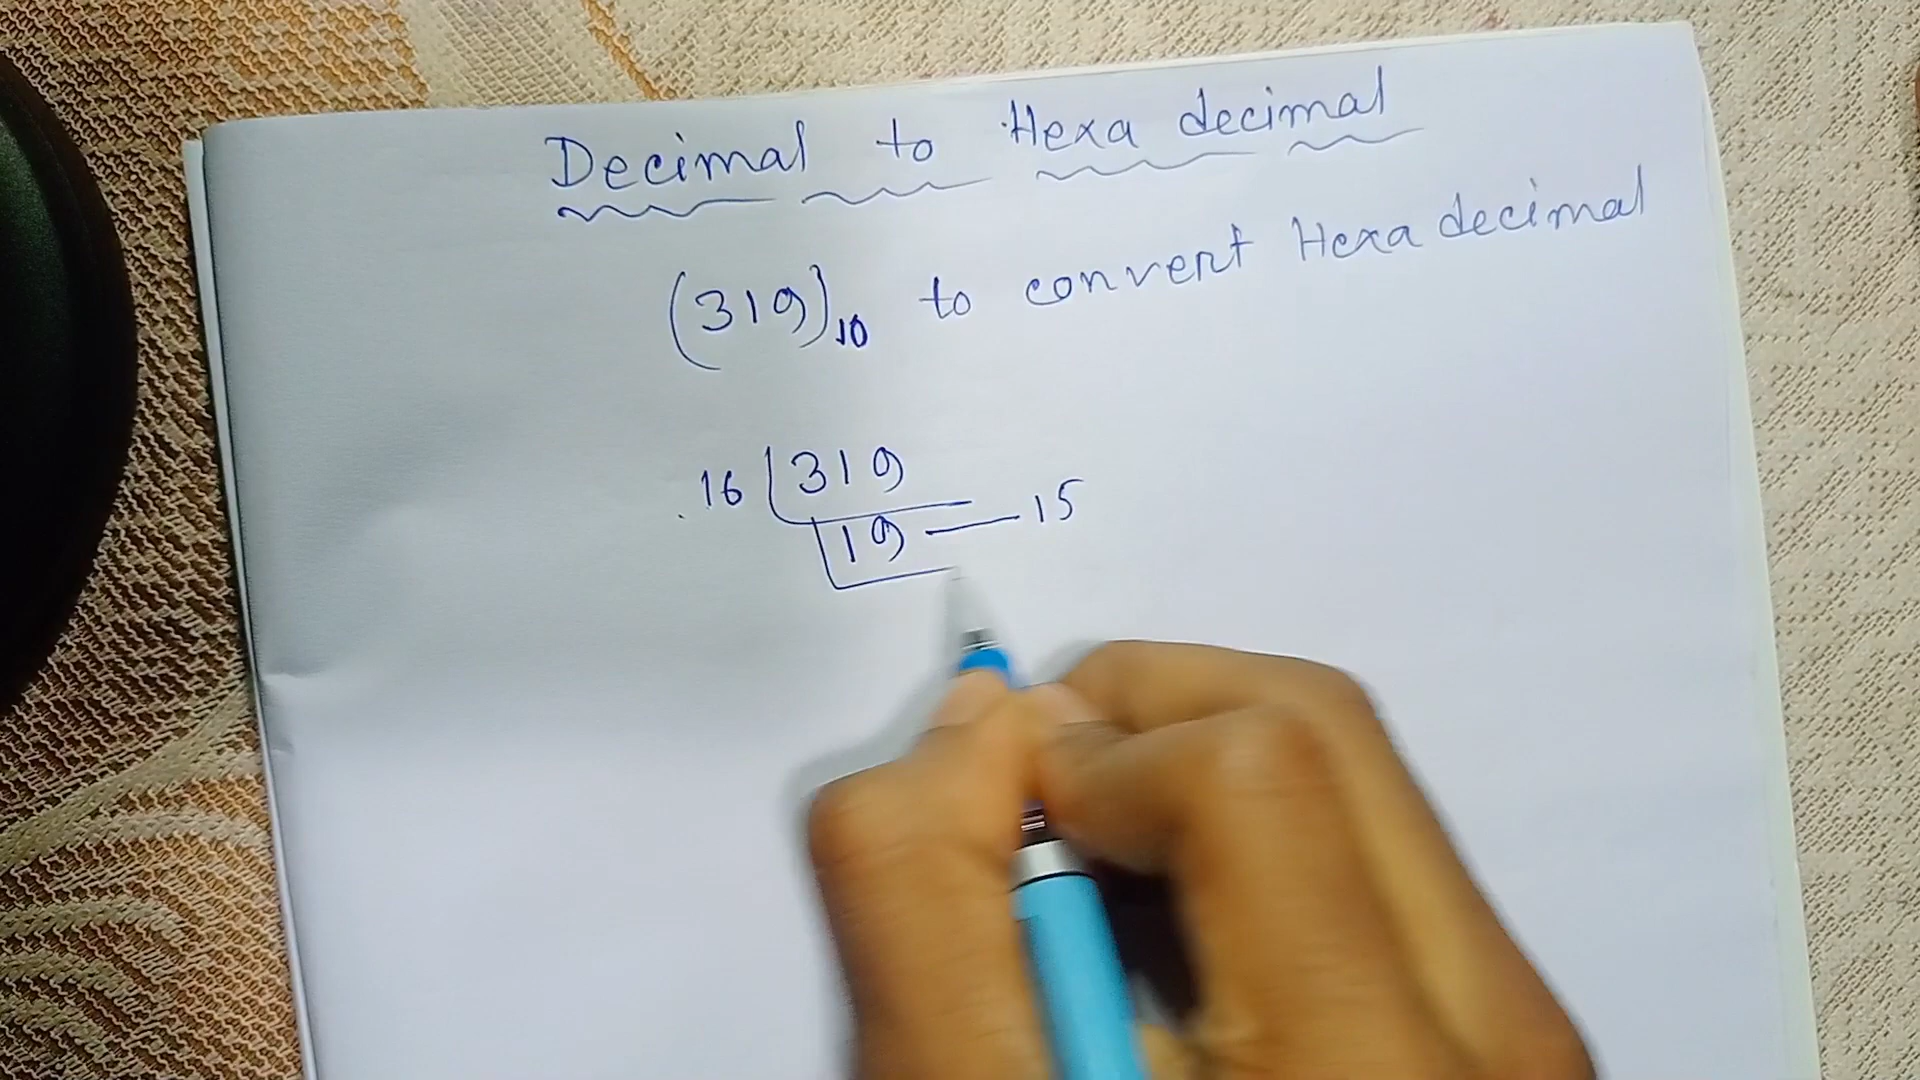 Decimal to Hexa decimal
(319)10 to convert Hexa decimal
16 319
19 — 15